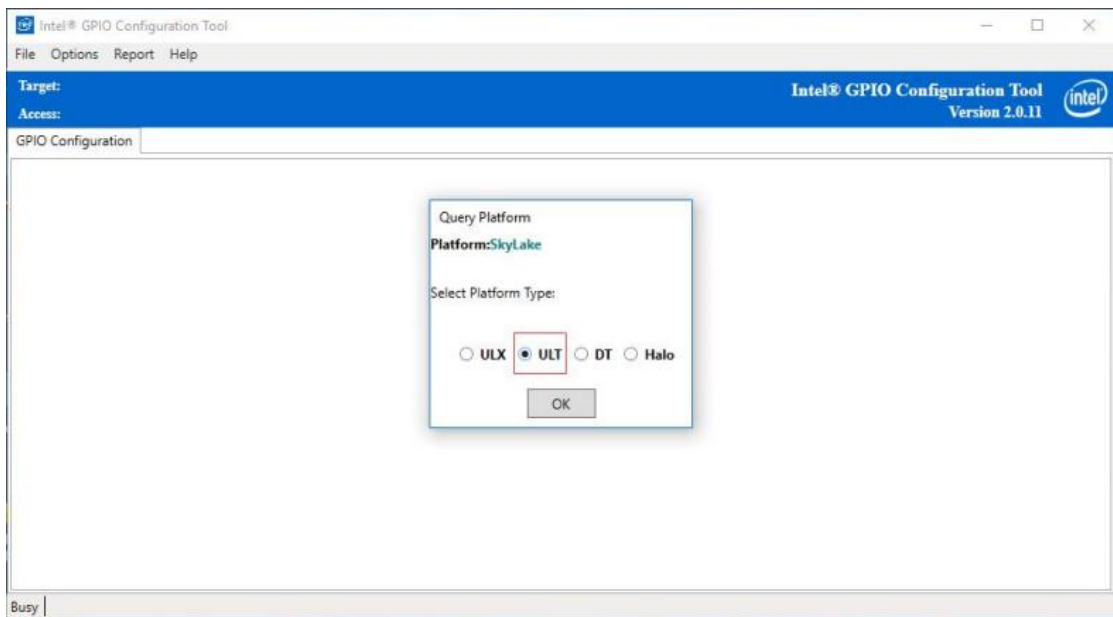 Intel® GPIO Configuration Tool
File Options Report Help
Target:
Intel® GPIO Configuration Tool
Access:
Version 2.0.11
intel
GPIO Configuration
Query Platform
Platform:SkyLake
Select Platform Type:
ULX ULT DT Halo
OK
Busy